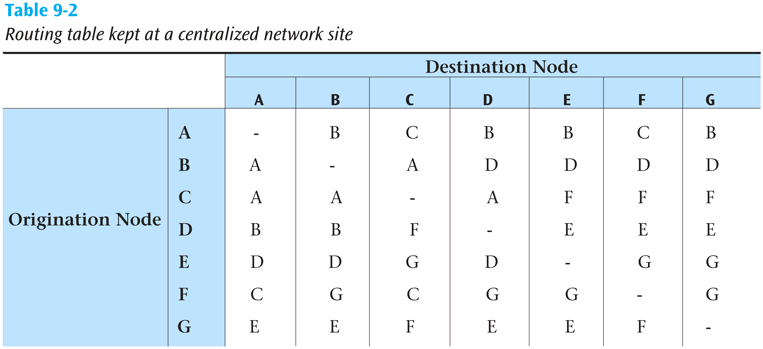 Table 9-2
Routing table kept at a centralized network site
Destination Node
A B C D E F G
A - B C B B C B
B A - A D D D D
C A A - A F F F
Origination Node D B B F - E E E
E D D G D - G G
F C G C G G - G
G E E F E E F -